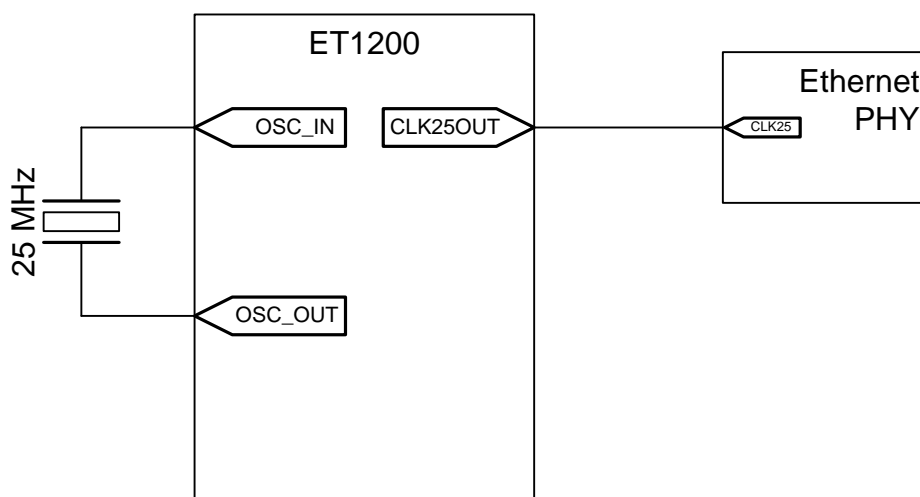 ET1200
Ethernet
PHY
OSC_IN
CLK25OUT
CLK25
25 MHz
OSC_OUT